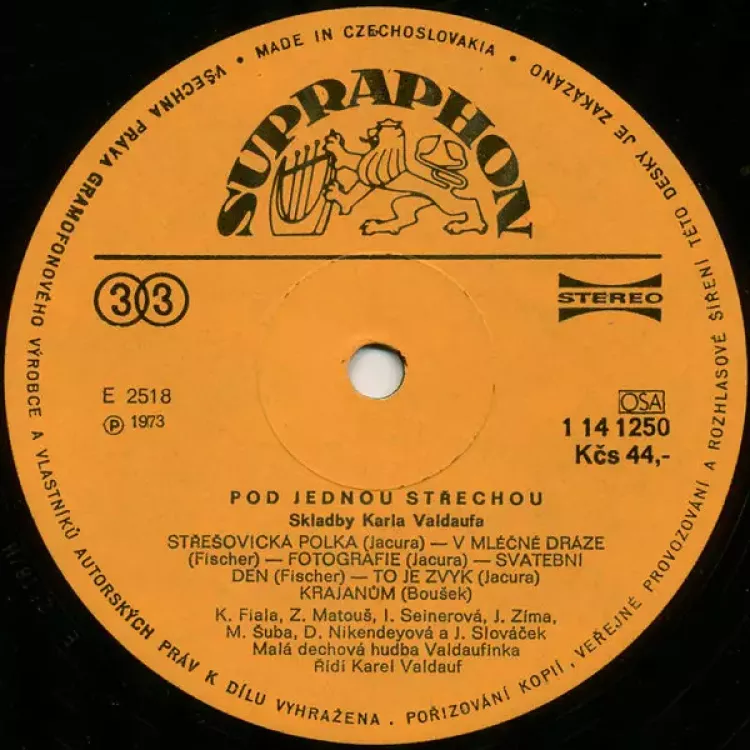 VŠECHNA PRÁVA GRAMOFONOVÉHO VÝROBCE A VLASTNÍKŮ AUTORSKÝCH PRÁV K DÍLU VYHRAŽENA . POŘIZOVÁNÍ KOPIÍ , VEŘEJNÉ PROVOZOVÁNÍ A ROZHLASOVÉ ŠÍŘENÍ TÉTO DESKY JE ZAKÁZÁNO
• MADE IN CZECHOSLOVAKIA •
SUPRAPHON
33
STEREO
E 2518
Ⓟ 1973
OSA
1 14 1250
Kčs 44,-
POD JEDNOU STŘECHOU
Skladby Karla Valdaufa
STŘEŠOVICKÁ POLKA (Jacura) — V MLÉČNÉ DRÁZE
(Fischer) — FOTOGRAFIE (Jacura) — SVATEBNÍ
DEN (Fischer) — TO JE ZVYK (Jacura)
KRAJANŮM (Boušek)
K. Fiala, Z. Matouš, I. Seinerová, J. Zíma,
M. Šuba, D. Nikendeyová a J. Slováček
Malá dechová hudba Valdaufinka
Řídí Karel Valdauf